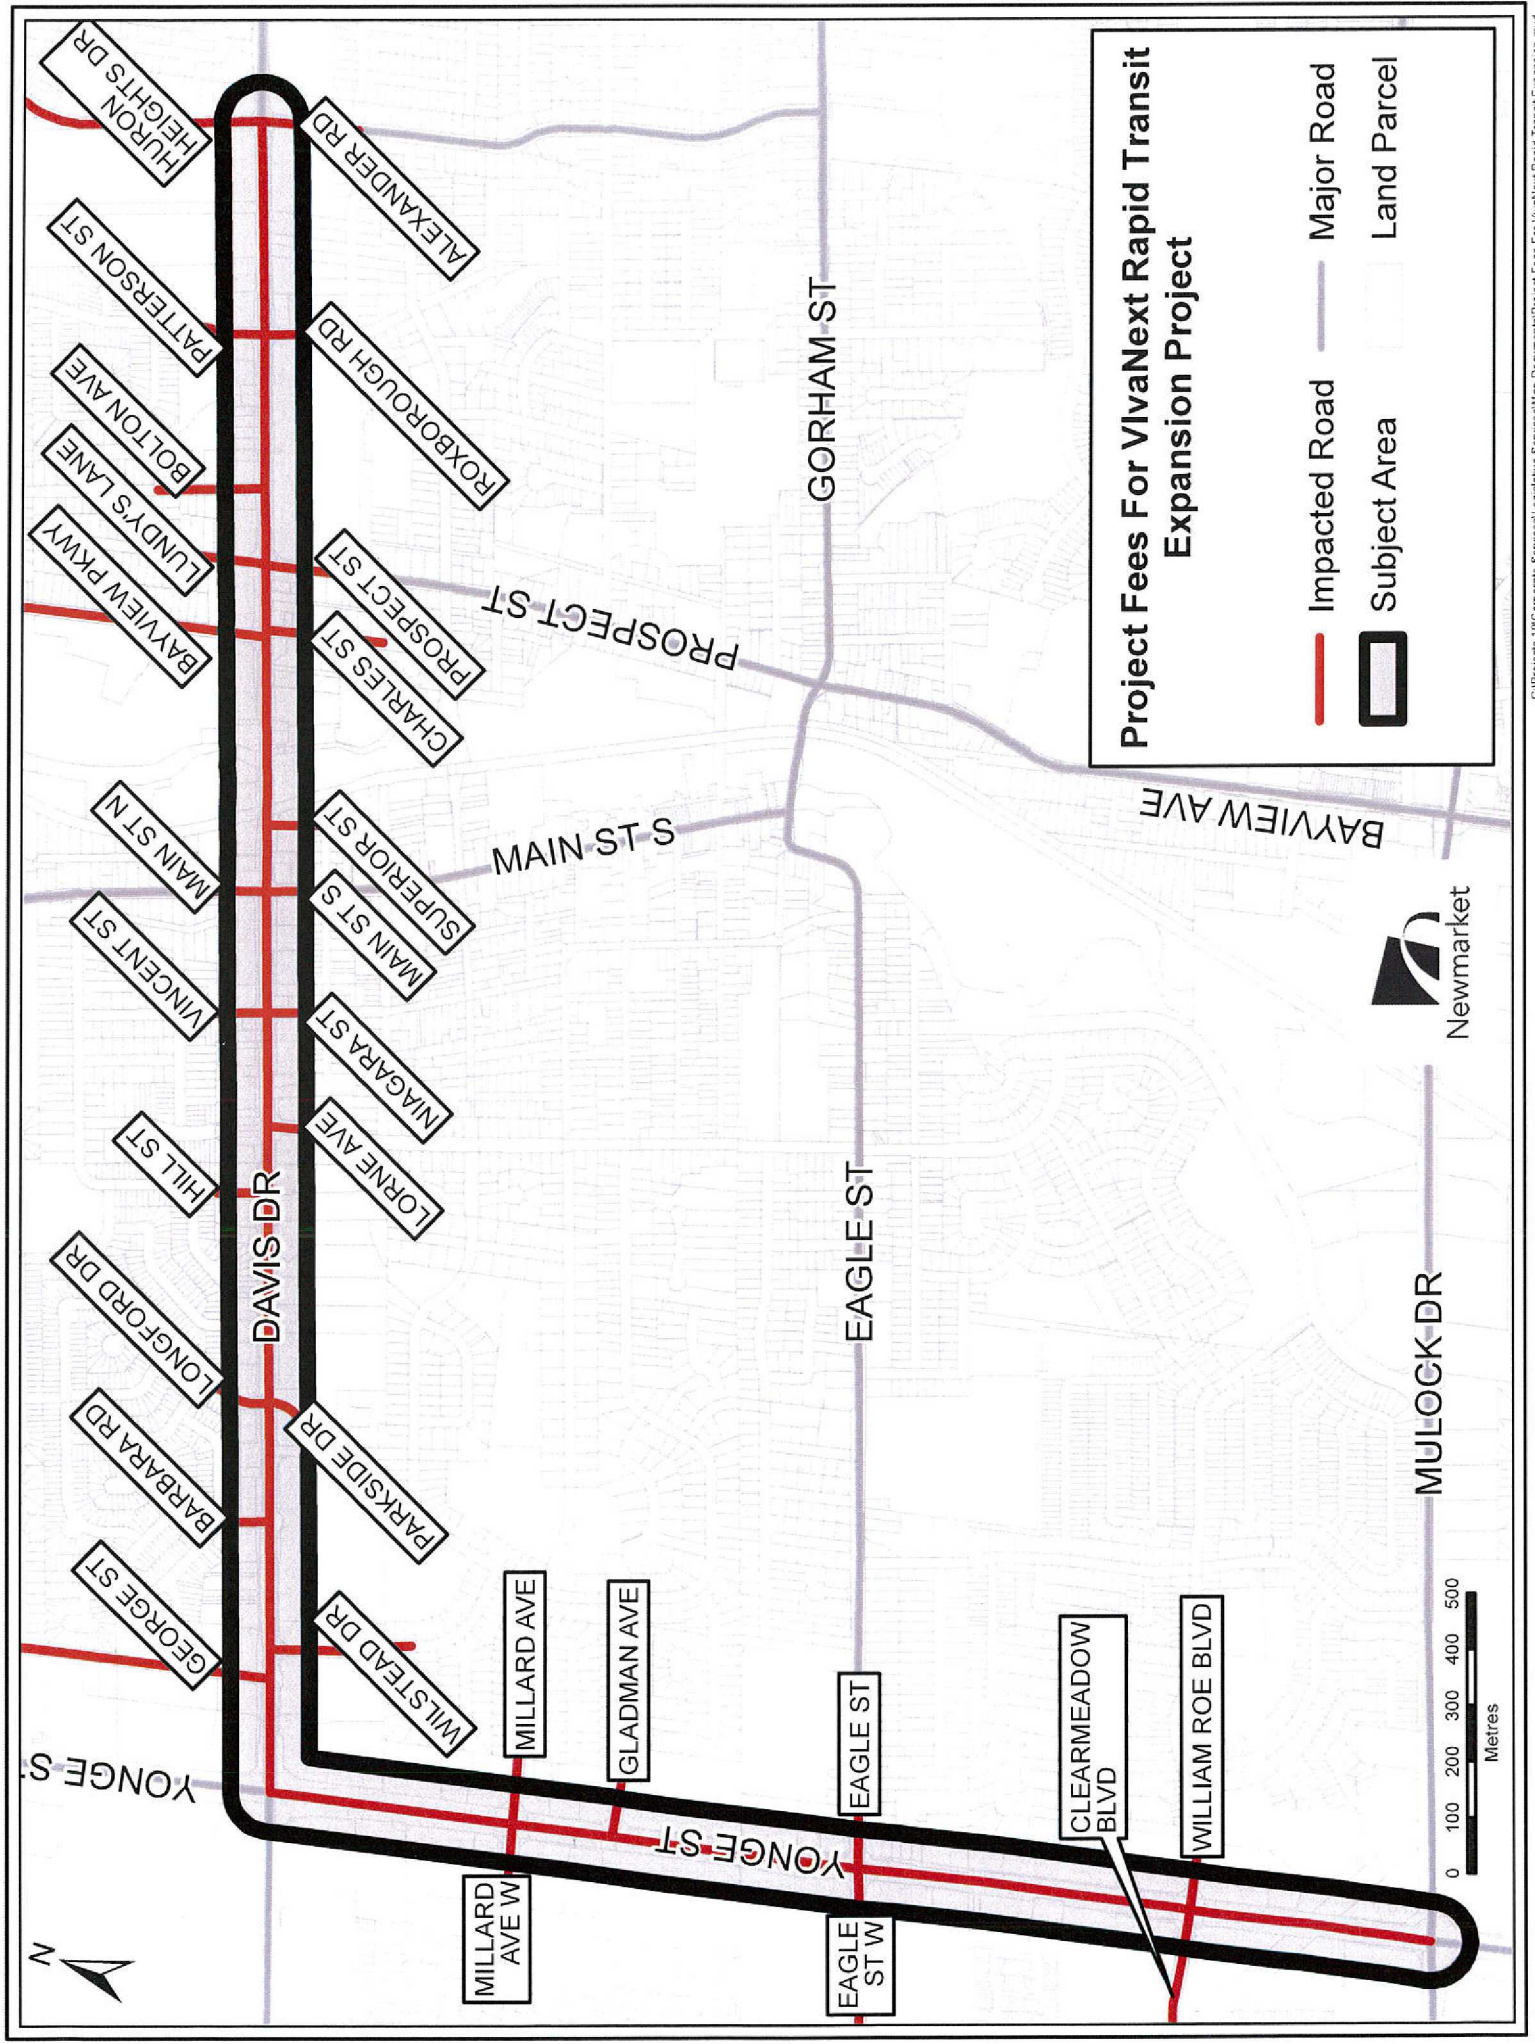 Project Fees For VIvaNext Rapid Transit
Expansion Project
Impacted Road
Major Road
Subject Area
Land Parcel
HURON
HEIGHTS DR
PATTERSON ST
BOLTON AVE
LUNDY'S LANE
BAYVIEW PKWY
MAIN ST N
VINCENT ST
HILL ST
LONGFORD DR
BARBARA RD
GEORGE ST
YONGE ST
N
DAVIS DR
ALEXANDER RD
ROXBOROUGH RD
PROSPECT ST
CHARLES ST
SUPERIOR ST
MAIN ST S
NIAGARA ST
LORNE AVE
PARKSIDE DR
WILSTEAD DR
MILLARD AVE
MILLARD
AVE W
GLADMAN AVE
YONGE ST
EAGLE ST
EAGLE
ST W
CLEARMEADOW
BLVD
WILLIAM ROE BLVD
PROSPECT ST
MAIN ST S
GORHAM ST
EAGLE ST
BAYVIEW AVE
MULOCK DR
Newmarket
0 100 200 300 400 500
Metres